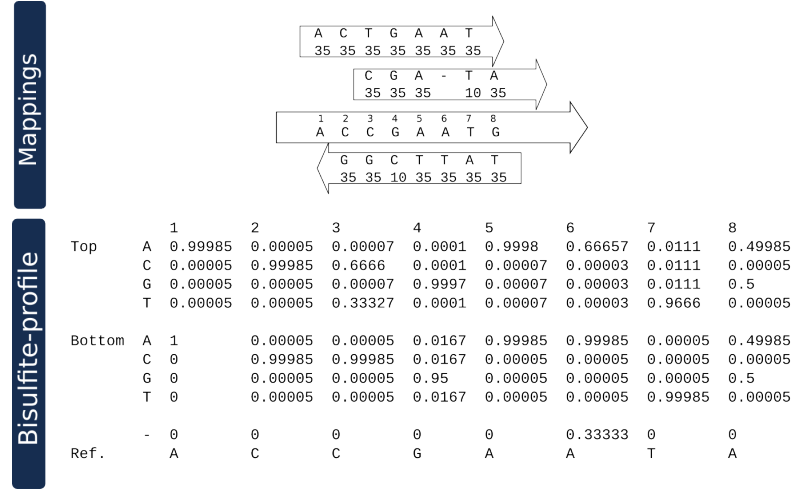 Mappings
A C T G A A T
35 35 35 35 35 35 35
C G A - T A
35 35 35 10 35
1 2 3 4 5 6 7 8
A C C G A A T G
G G C T T A T
35 35 10 35 35 35 35
Bisulfite-profile
1 2 3 4 5 6 7 8
Top A 0.99985 0.00005 0.00007 0.0001 0.9998 0.66657 0.0111 0.49985
C 0.00005 0.99985 0.6666 0.0001 0.00007 0.00003 0.0111 0.00005
G 0.00005 0.00005 0.00007 0.9997 0.00007 0.00003 0.0111 0.5
T 0.00005 0.00005 0.33327 0.0001 0.00007 0.00003 0.9666 0.00005
Bottom A 1 0.00005 0.00005 0.0167 0.99985 0.99985 0.00005 0.49985
C 0 0.99985 0.99985 0.0167 0.00005 0.00005 0.00005 0.00005
G 0 0.00005 0.00005 0.95 0.00005 0.00005 0.00005 0.5
T 0 0.00005 0.00005 0.0167 0.00005 0.00005 0.99985 0.00005
- 0 0 0 0 0 0.33333 0 0
Ref. A C C G A A T A